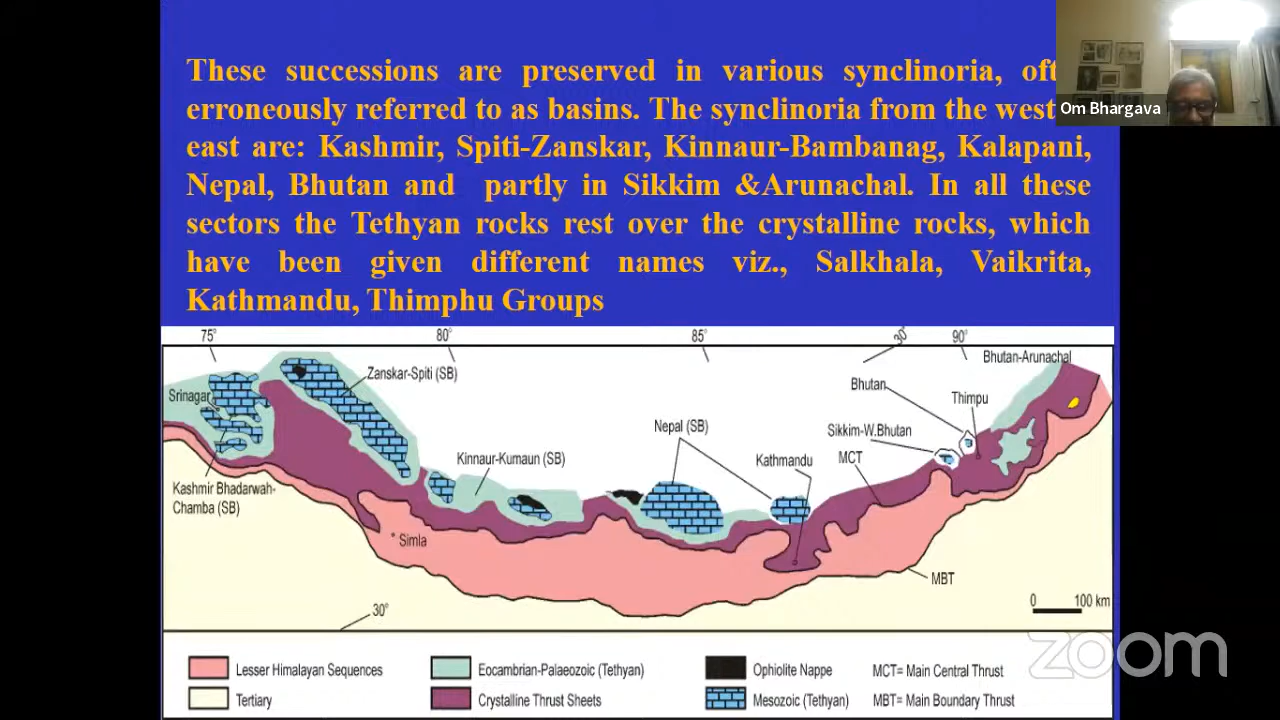 These successions are preserved in various synclinoria, oft
erroneously referred to as basins. The synclinoria from the west
east are: Kashmir, Spiti-Zanskar, Kinnaur-Bambanag, Kalapani,
Nepal, Bhutan and partly in Sikkim &Arunachal. In all these
sectors the Tethyan rocks rest over the crystalline rocks, which
have been given different names viz., Salkhala, Vaikrita,
Kathmandu, Thimphu Groups
Om Bhargava
75°
80°
85°
30°
90°
Bhutan-Arunachal
Zanskar-Spiti (SB)
Bhutan
Srinagar
Thimpu
Nepal (SB)
Sikkim-W.Bhutan
Kinnaur-Kumaun (SB)
Kathmandu
MCT
Kashmir Bhadarwah-
Chamba (SB)
Simla
MBT
30°
0 100 km
Lesser Himalayan Sequences
Eocambrian-Palaeozoic (Tethyan)
Ophiolite Nappe
MCT= Main Central Thrust
Tertiary
Crystalline Thrust Sheets
Mesozoic (Tethyan)
MBT= Main Boundary Thrust
zoom